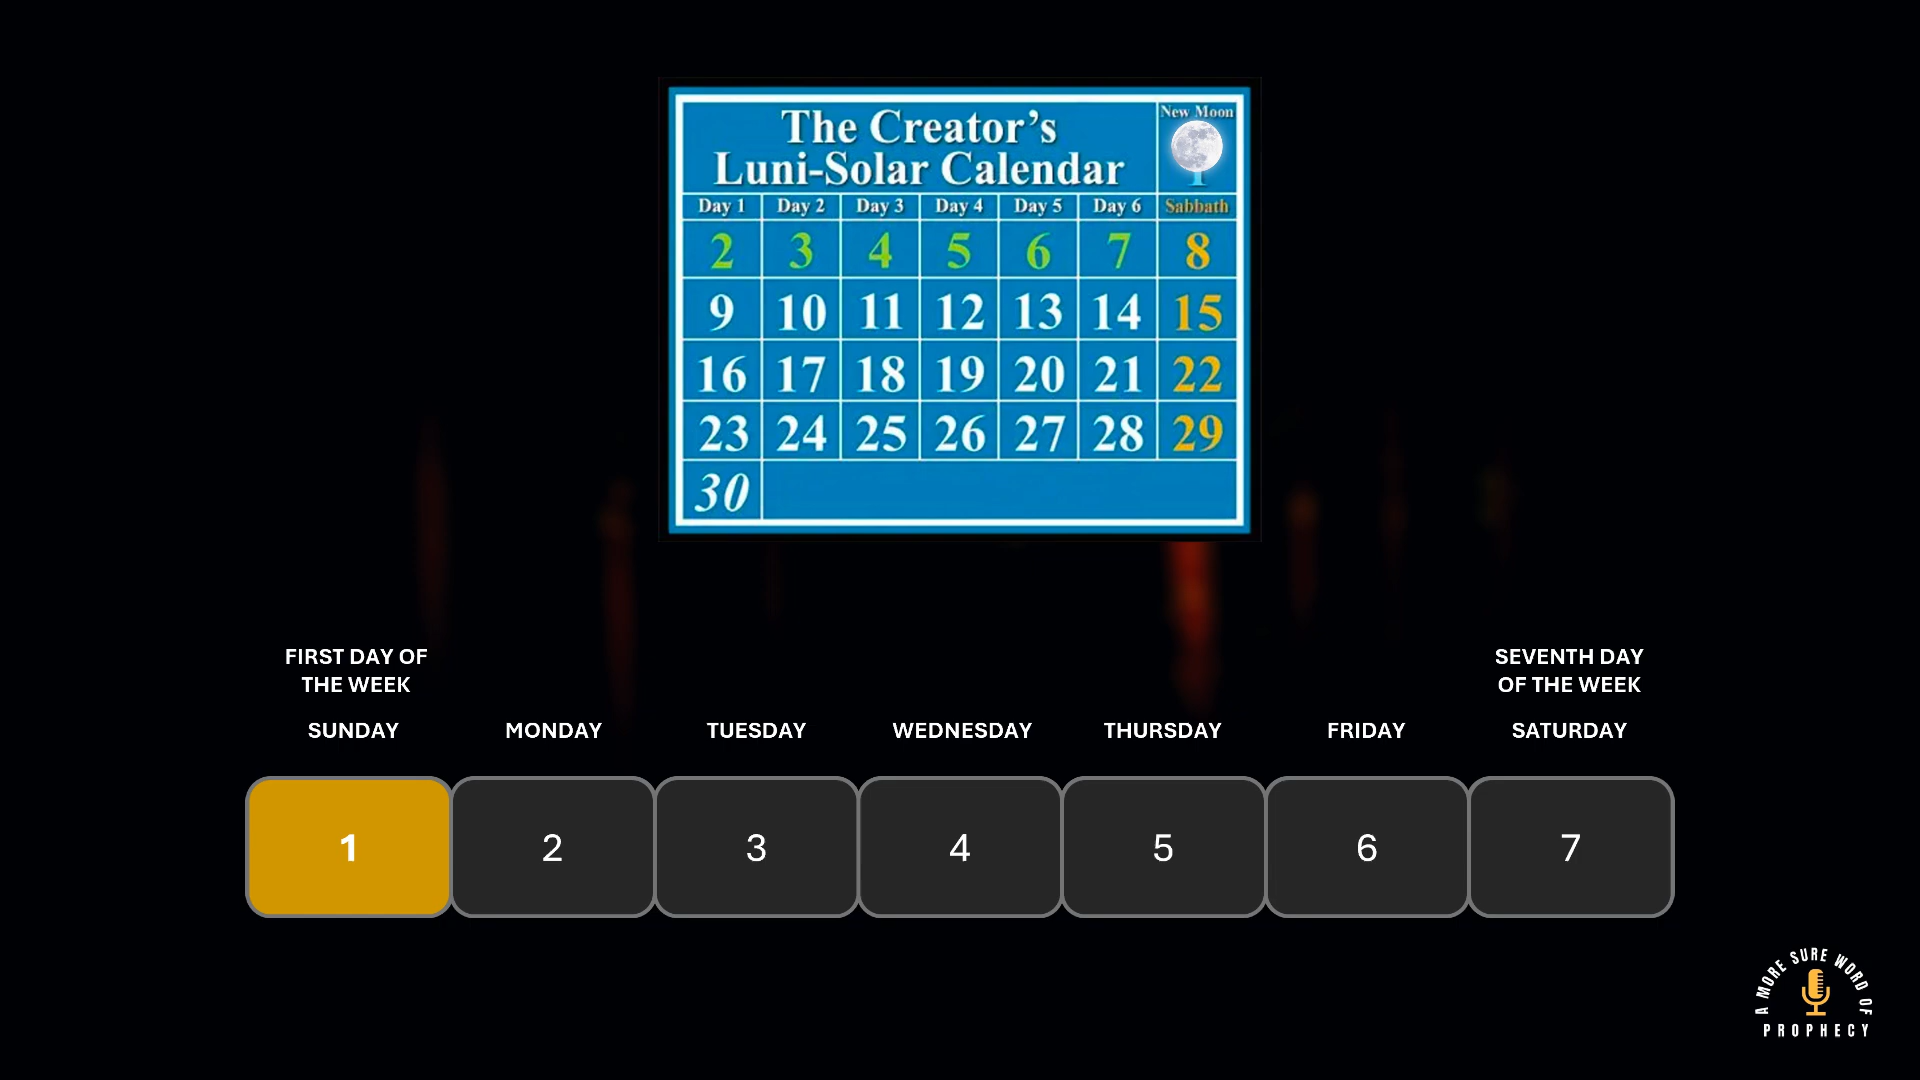 The Creator's
Luni-Solar Calendar
New Moon
1
Day 1 Day 2 Day 3 Day 4 Day 5 Day 6 Sabbath
2 3 4 5 6 7 8
9 10 11 12 13 14 15
16 17 18 19 20 21 22
23 24 25 26 27 28 29
30
FIRST DAY OF
THE WEEK
SEVENTH DAY
OF THE WEEK
SUNDAY MONDAY TUESDAY WEDNESDAY THURSDAY FRIDAY SATURDAY
1 2 3 4 5 6 7
A MORE SURE WORD OF
PROPHECY